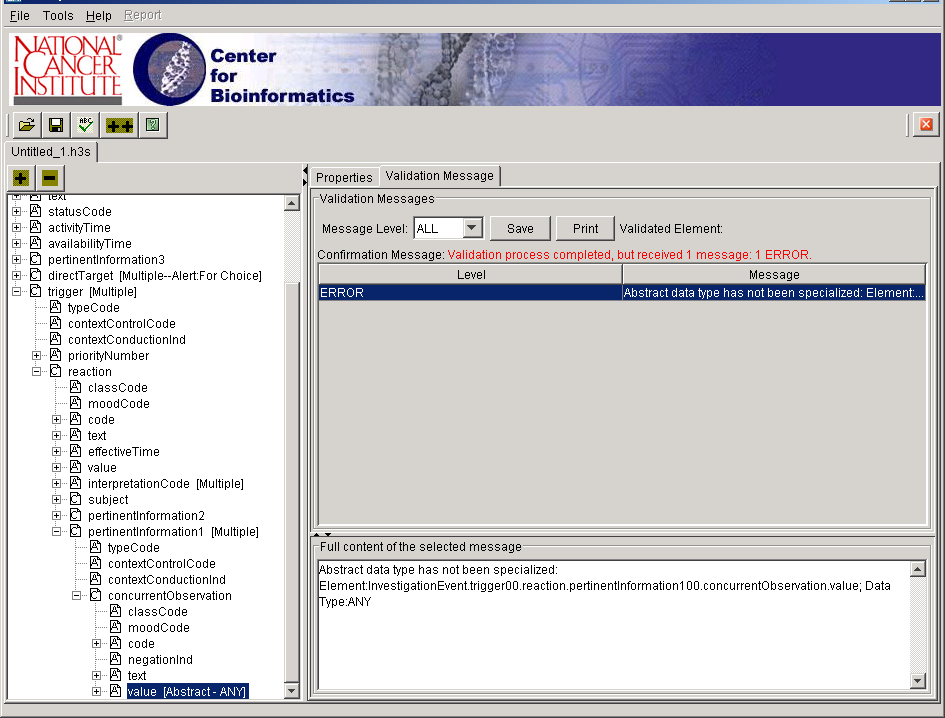 File Tools Help Report
NATIONAL
CANCER
INSTITUTE
Center
for
Bioinformatics
ABC
Untitled_1.h3s
text
statusCode
activityTime
availabilityTime
pertinentInformation3
directTarget [Multiple--Alert:For Choice]
trigger [Multiple]
typeCode
contextControlCode
contextConductionInd
priorityNumber
reaction
classCode
moodCode
code
text
effectiveTime
value
interpretationCode [Multiple]
subject
pertinentInformation2
pertinentInformation1 [Multiple]
typeCode
contextControlCode
contextConductionInd
concurrentObservation
classCode
moodCode
code
negationInd
text
value [Abstract - ANY]
Properties Validation Message
Validation Messages
Message Level: ALL Save Print Validated Element:
Confirmation Message: Validation process completed, but received 1 message: 1 ERROR.
Level Message
ERROR Abstract data type has not been specialized: Element:...
Full content of the selected message
Abstract data type has not been specialized:
Element:InvestigationEvent.trigger00.reaction.pertinentInformation100.concurrentObservation.value; Data
Type:ANY